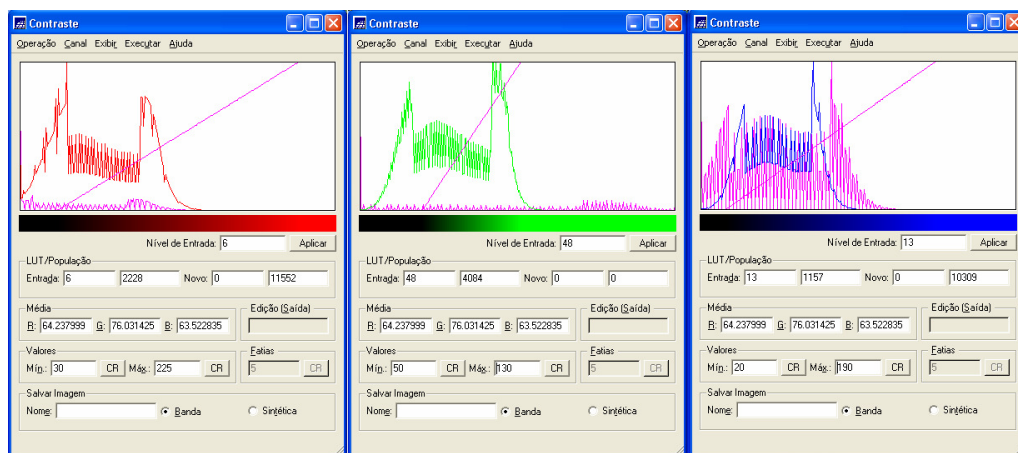 Contraste
Operação Canal Exibir Executar Ajuda
Nível de Entrada: 6 Aplicar
LUT/População
Entrada: 6 2228 Novo: 0 11552
Média Edição (Saída)
R: 64.237999 G: 76.031425 B: 63.522835
Valores Fatias
Mín.: 30 CR Máx.: 225 CR 5 CR
Salvar Imagem
Nome: Banda Sintética
Contraste
Operação Canal Exibir Executar Ajuda
Nível de Entrada: 48 Aplicar
LUT/População
Entrada: 48 4084 Novo: 0 0
Média Edição (Saída)
R: 64.237999 G: 76.031425 B: 63.522835
Valores Fatias
Mín.: 50 CR Máx.: 130 CR 5 CR
Salvar Imagem
Nome: Banda Sintética
Contraste
Operação Canal Exibir Executar Ajuda
Nível de Entrada: 13 Aplicar
LUT/População
Entrada: 13 1157 Novo: 0 10309
Média Edição (Saída)
R: 64.237999 G: 76.031425 B: 63.522835
Valores Fatias
Mín.: 20 CR Máx.: 190 CR 5 CR
Salvar Imagem
Nome: Banda Sintética